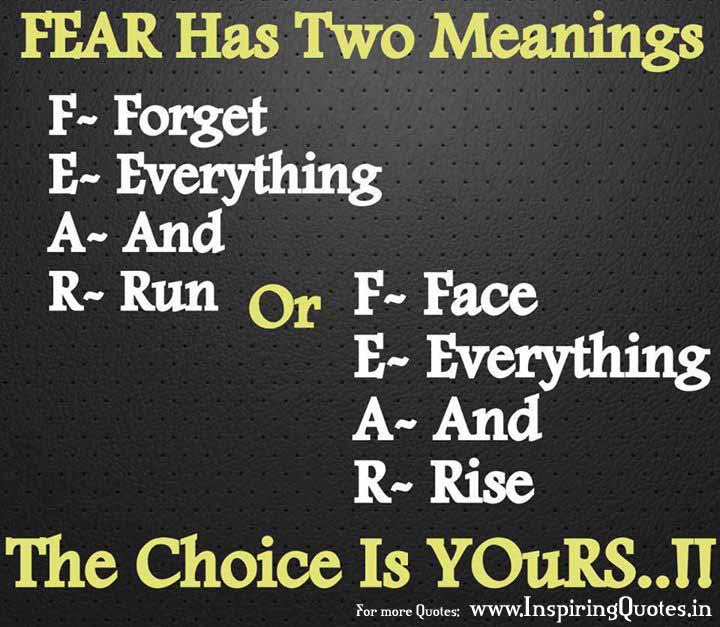 FEAR Has Two Meanings
F~ Forget
E~ Everything
A~ And
R~ Run
Or
F~ Face
E~ Everything
A~ And
R~ Rise
The Choice Is YOuRS..!!
For more Quotes: www.InspiringQuotes.in